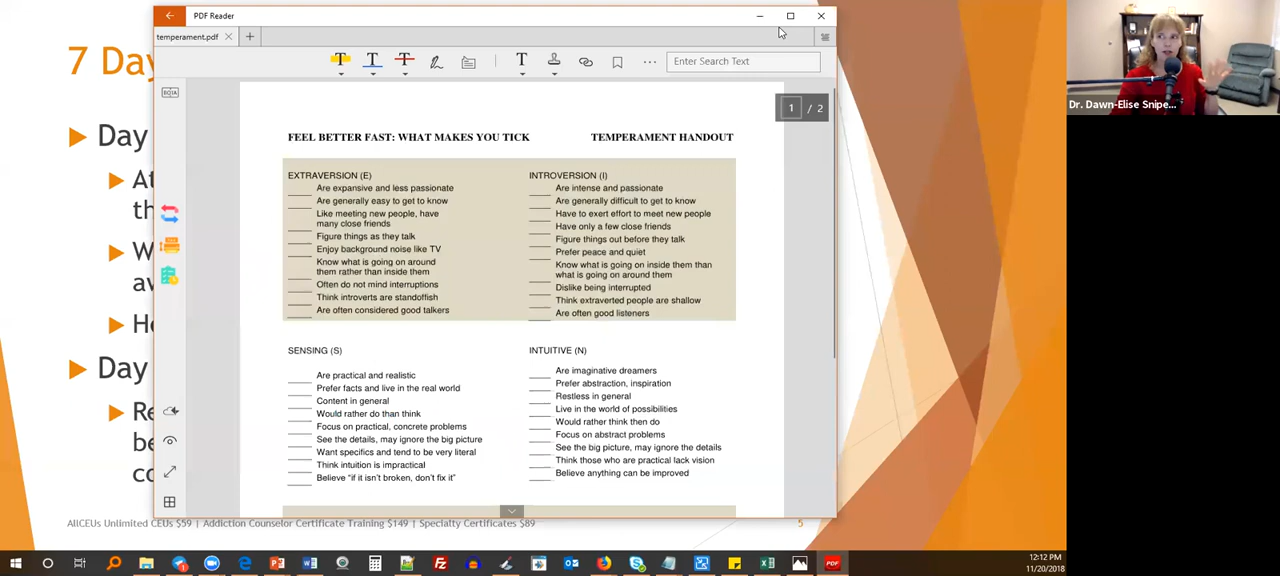 PDF Reader
temperament.pdf
Enter Search Text
1 / 2
FEEL BETTER FAST: WHAT MAKES YOU TICK
TEMPERAMENT HANDOUT
EXTRAVERSION (E)
Are expansive and less passionate
Are generally easy to get to know
Like meeting new people, have
many close friends
Figure things as they talk
Enjoy background noise like TV
Know what is going on around
them rather than inside them
Often do not mind interruptions
Think introverts are standoffish
Are often considered good talkers
INTROVERSION (I)
Are intense and passionate
Are generally difficult to get to know
Have to exert effort to meet new people
Have only a few close friends
Figure things out before they talk
Prefer peace and quiet
Know what is going on inside them than
what is going on around them
Dislike being interrupted
Think extraverted people are shallow
Are often good listeners
SENSING (S)
Are practical and realistic
Prefer facts and live in the real world
Content in general
Would rather do than think
Focus on practical, concrete problems
See the details, may ignore the big picture
Want specifics and tend to be very literal
Think intuition is impractical
Believe "if it isn't broken, don't fix it"
INTUITIVE (N)
Are imaginative dreamers
Prefer abstraction, inspiration
Restless in general
Live in the world of possibilities
Would rather think then do
Focus on abstract problems
See the big picture, may ignore the details
Think those who are practical lack vision
Believe anything can be improved
7 Day
Day
Day
AllCEUs Unlimited CEUs $59 | Addiction Counselor Certificate Training $149 | Specialty Certificates $89
5
Dr. Dawn-Elise Snipe...
12:12 PM
11/20/2018